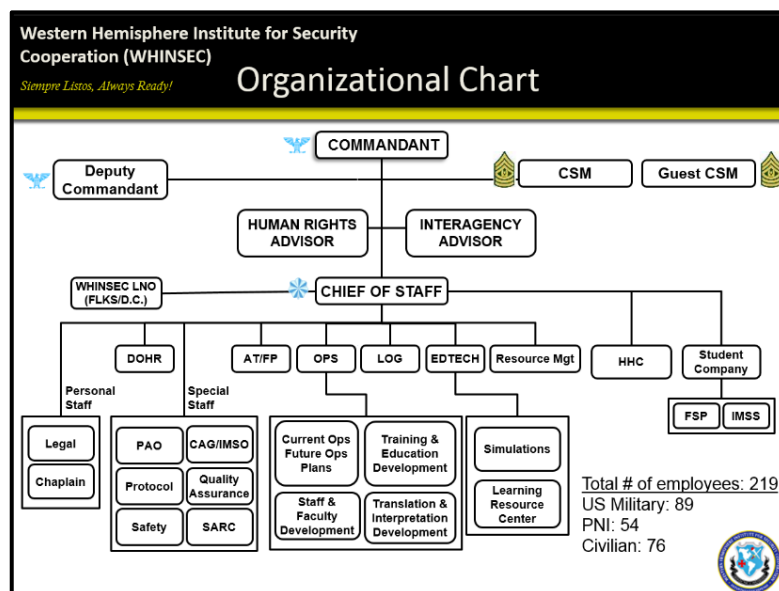 Western Hemisphere Institute for Security
Cooperation (WHINSEC)
Siempre Listos, Always Ready!
Organizational Chart
COMMANDANT
Deputy
Commandant
CSM
Guest CSM
HUMAN RIGHTS
ADVISOR
INTERAGENCY
ADVISOR
WHINSEC LNO
(FLKS/D.C.)
CHIEF OF STAFF
DOHR
AT/FP
OPS
LOG
EDTECH
Resource Mgt
HHC
Student
Company
FSP
IMSS
Personal
Staff
Special
Staff
Legal
Chaplain
PAO
CAG/IMSO
Protocol
Quality
Assurance
Safety
SARC
Current Ops
Future Ops
Plans
Training &
Education
Development
Staff &
Faculty
Development
Translation &
Interpretation
Development
Simulations
Learning
Resource
Center
Total # of employees: 219
US Military: 89
PNI: 54
Civilian: 76